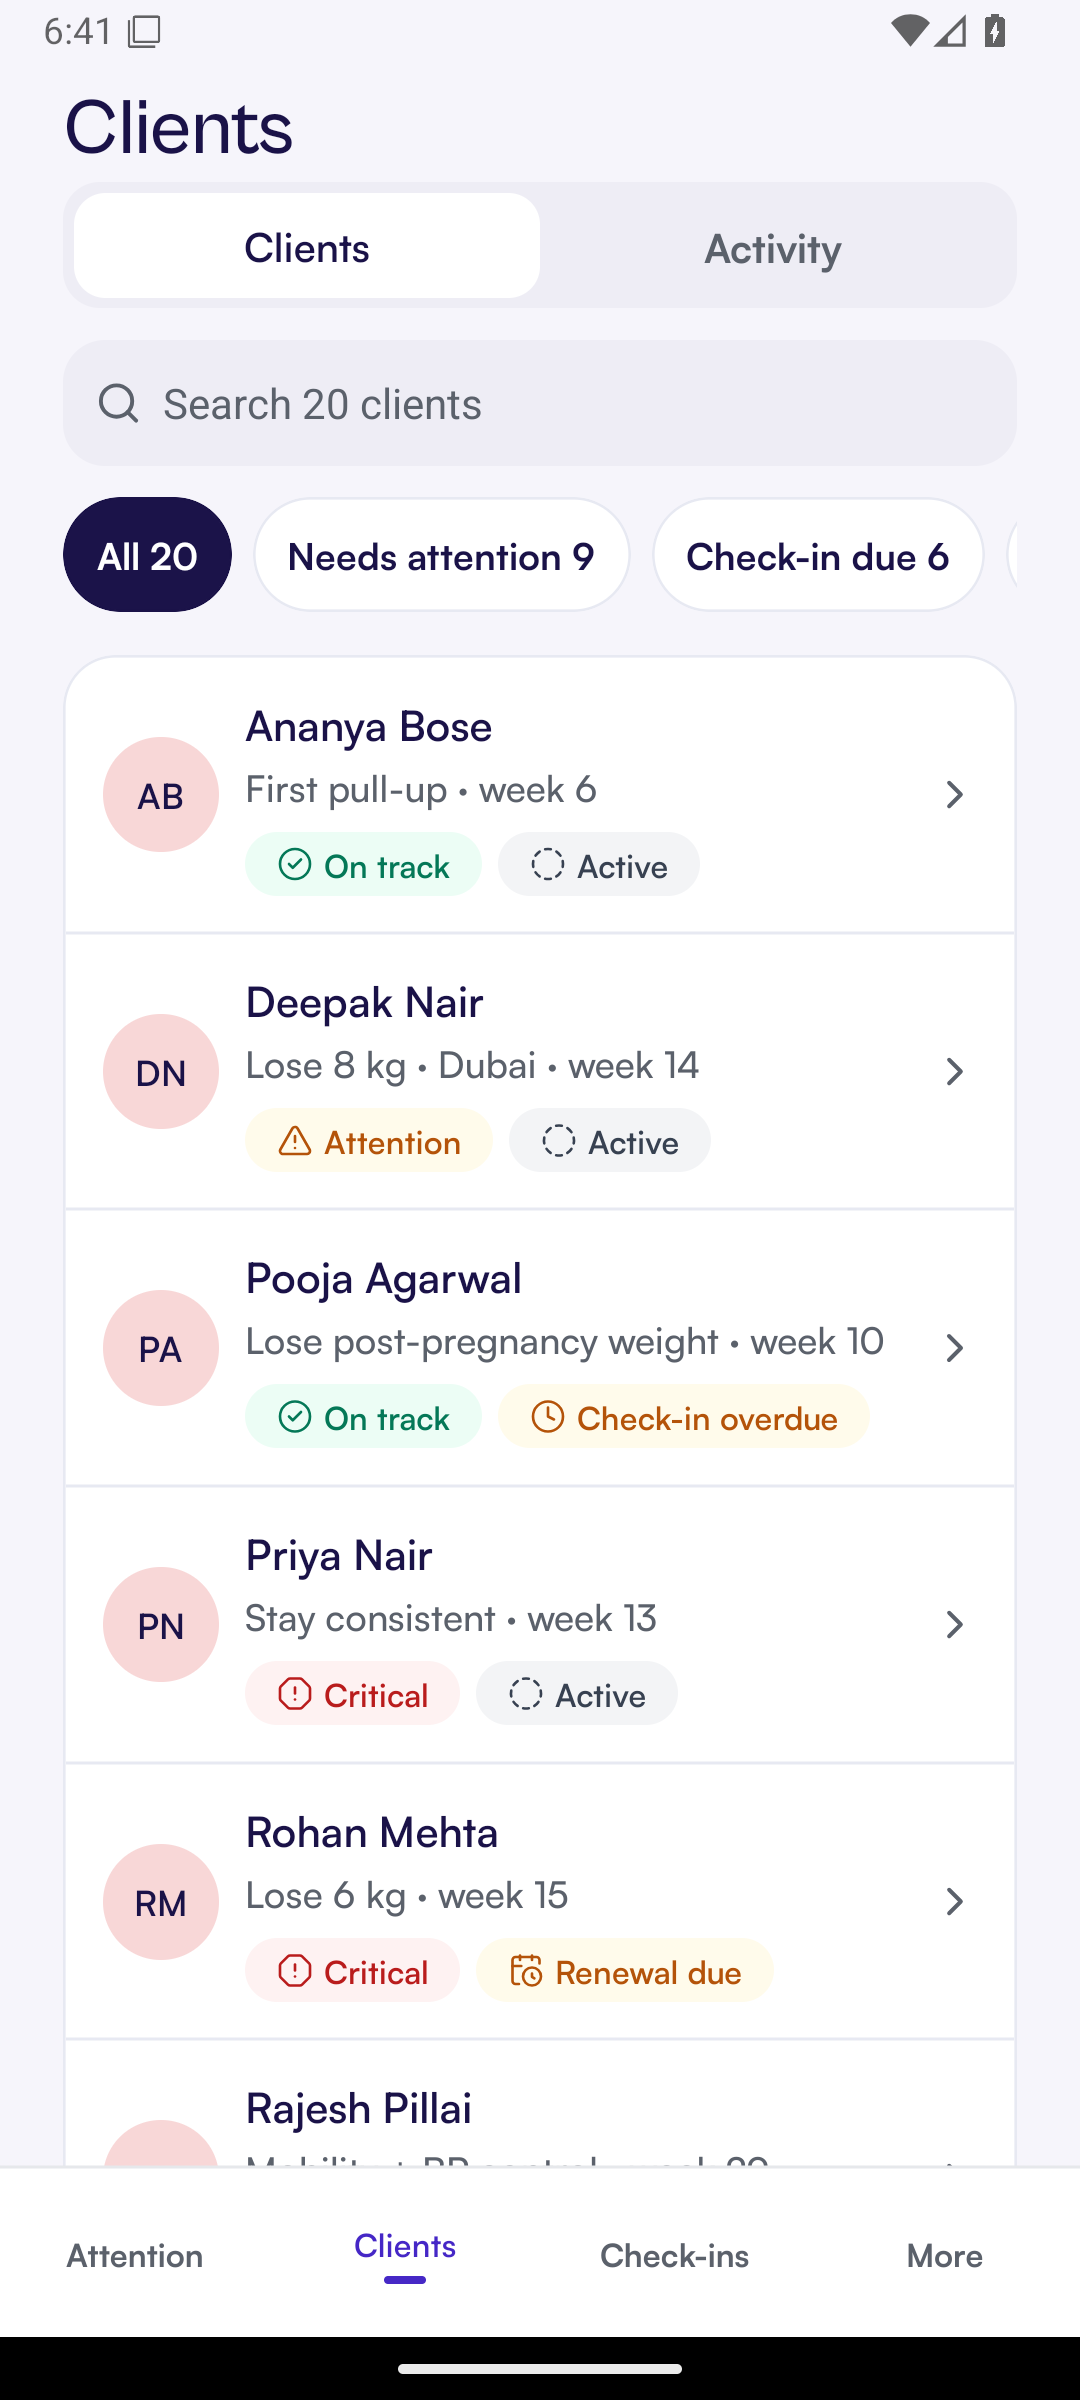 6:41
Clients
Clients
Activity
Search 20 clients
All 20
Needs attention 9
Check-in due 6
AB
Ananya Bose
First pull-up · week 6
On track
Active
DN
Deepak Nair
Lose 8 kg · Dubai · week 14
Attention
Active
PA
Pooja Agarwal
Lose post-pregnancy weight · week 10
On track
Check-in overdue
PN
Priya Nair
Stay consistent · week 13
Critical
Active
RM
Rohan Mehta
Lose 6 kg · week 15
Critical
Renewal due
Rajesh Pillai
Attention
Clients
Check-ins
More